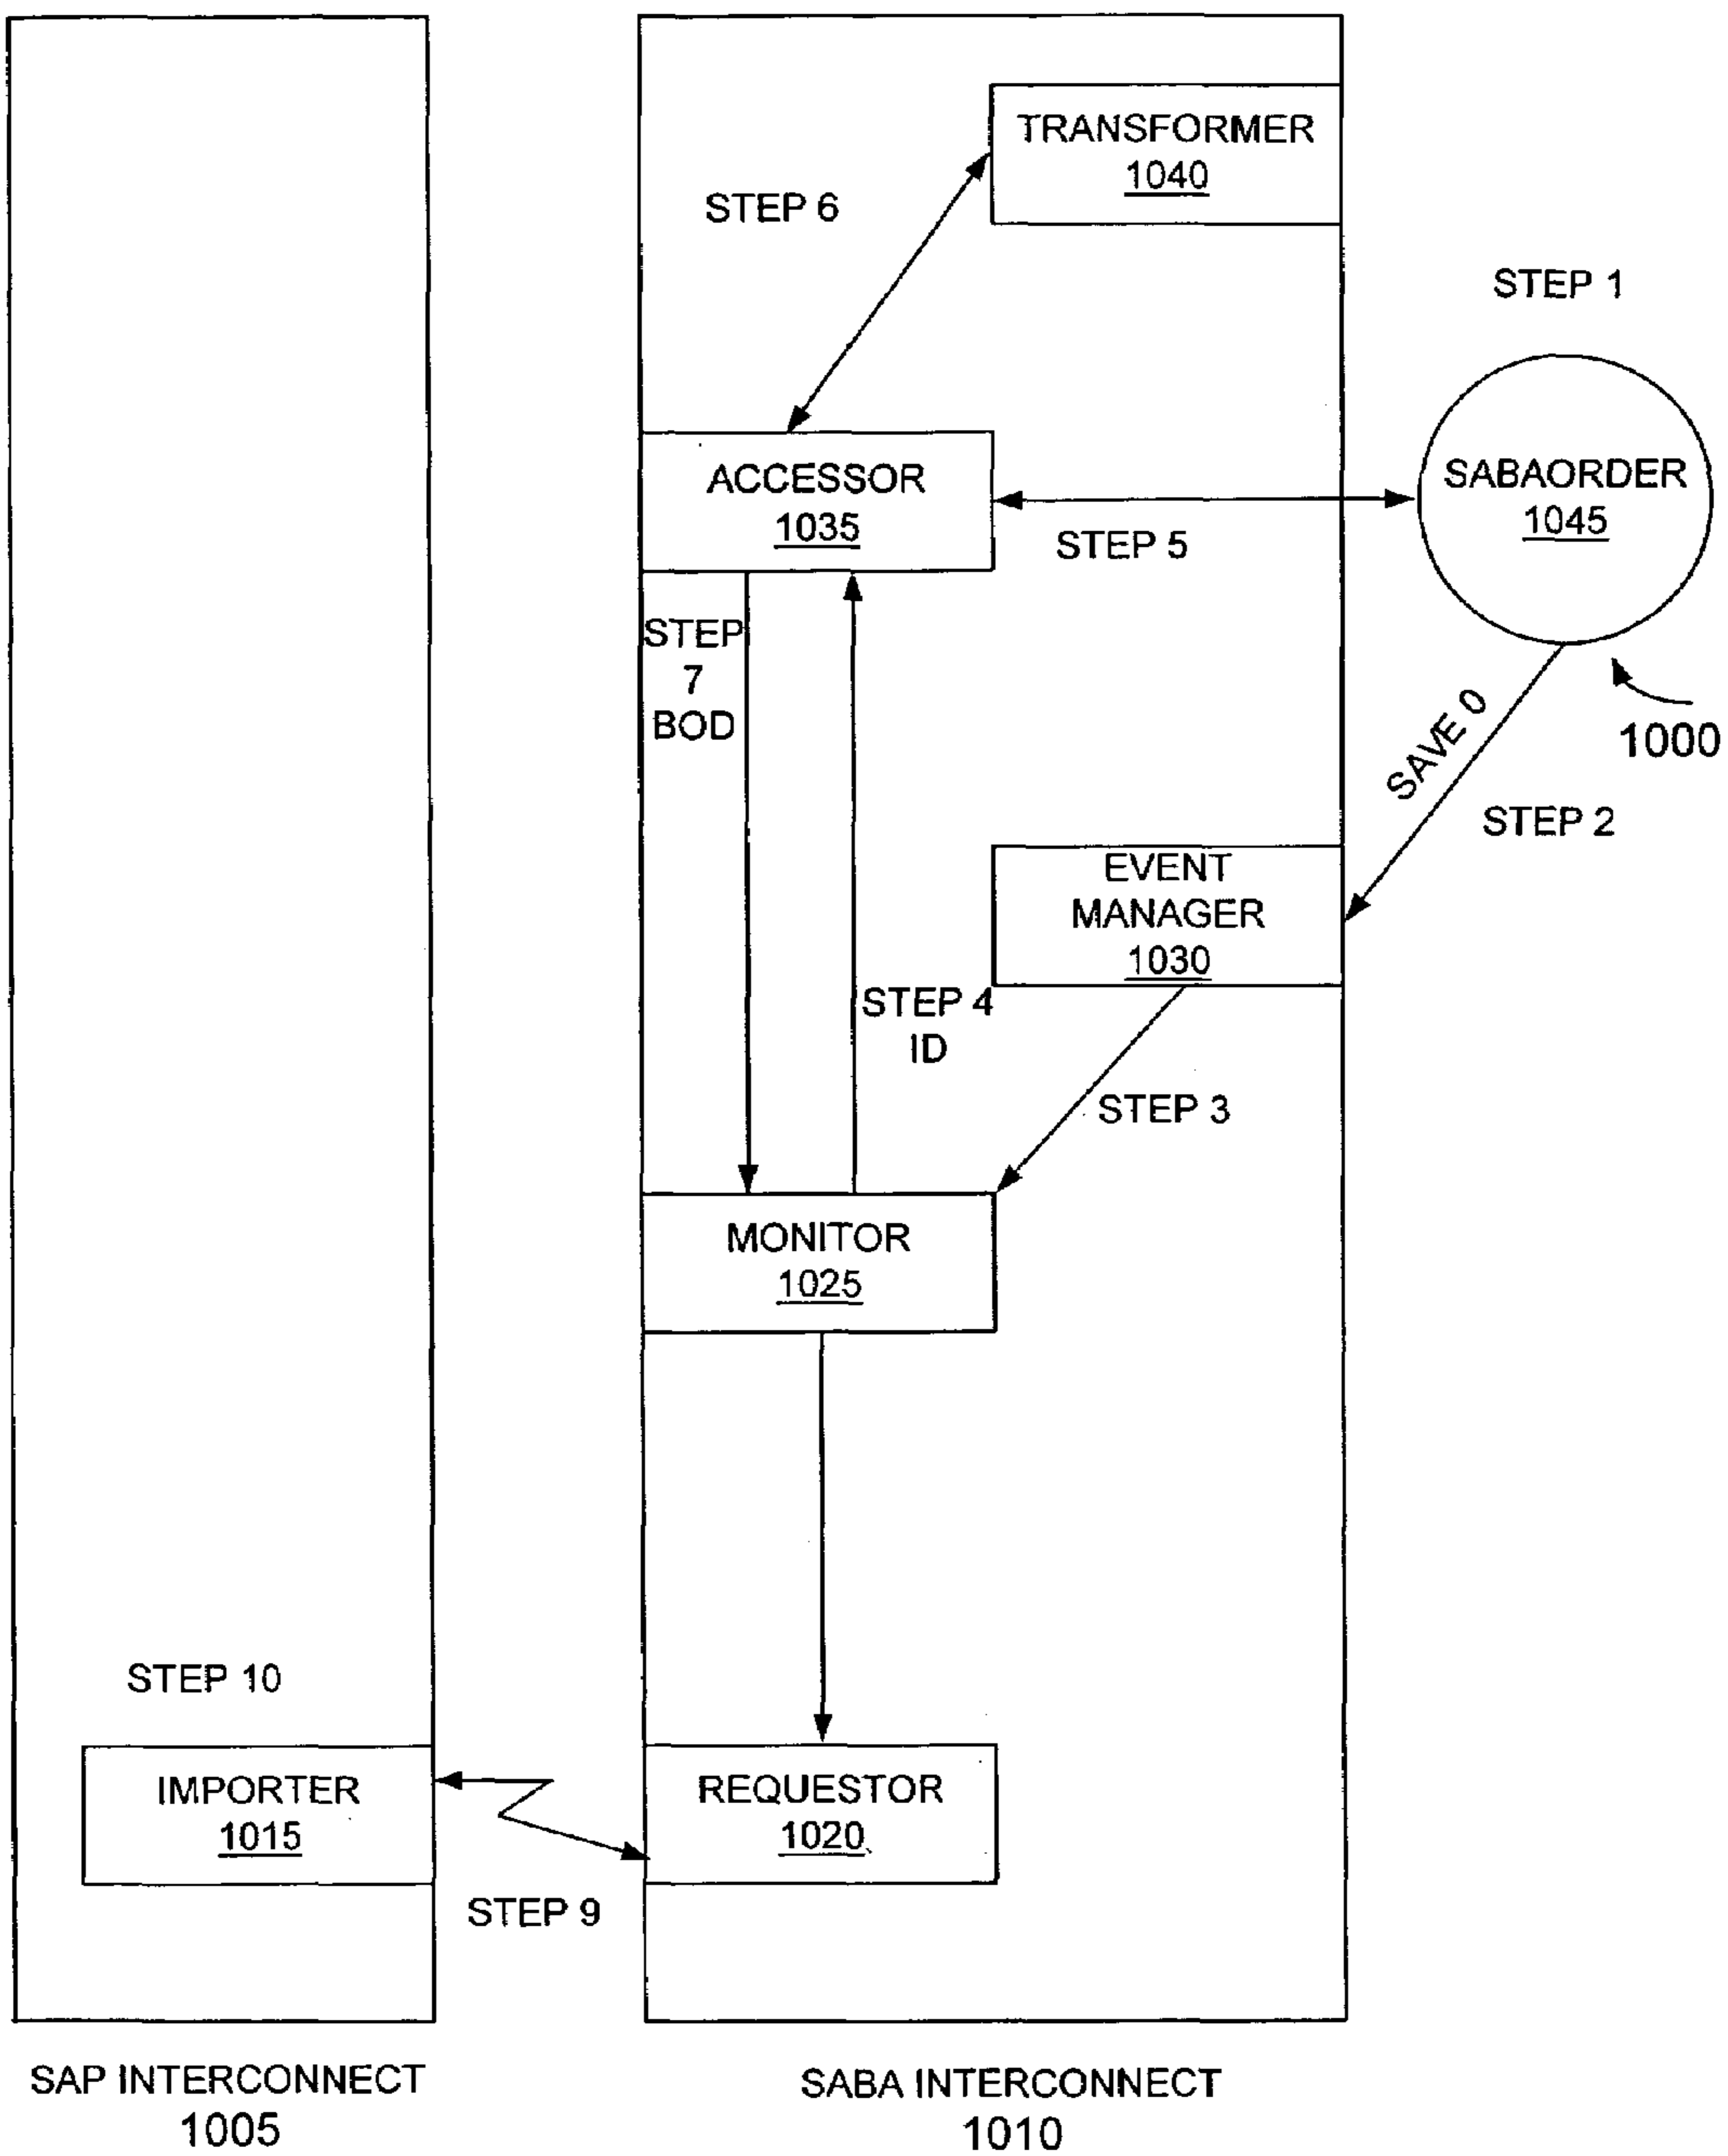 TRANSFORMER
1040
STEP 6
STEP 1
ACCESSOR
1035
STEP 5
SABAORDER
1045
STEP
7
BOD
SAVE 0
1000
STEP 2
EVENT
MANAGER
1030
STEP 4
ID
STEP 3
MONITOR
1025
STEP 10
IMPORTER
1015
REQUESTOR
1020
STEP 9
SAP INTERCONNECT
1005
SABA INTERCONNECT
1010